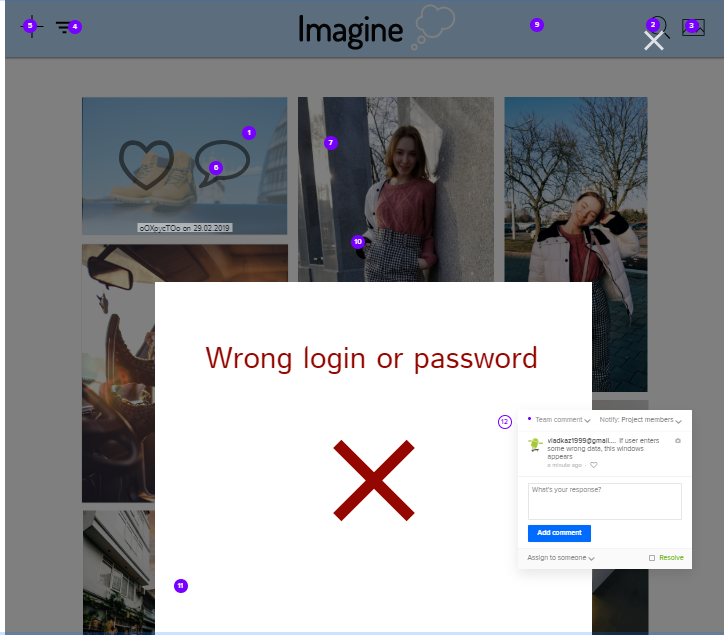 5
4
Imagine
9
2
3
1
7
6
oOXpycTOo on 29.02.2019
10
Wrong login or password
12
Team comment
Notify: Project members
vladkaz1999@gmail.... If user enters
some wrong data, this windows
appears
a minute ago
What's your response?
Add comment
Assign to someone
Resolve
11